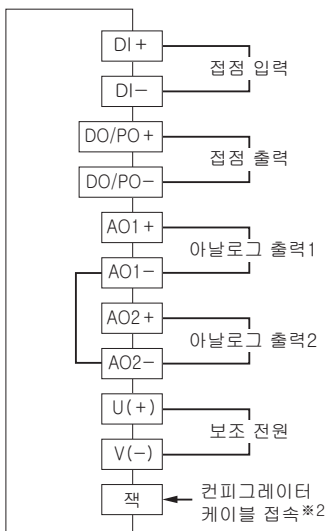 DI+
접점 입력
DI−
DO/PO+
접점 출력
DO/PO−
AO1+
아날로그 출력1
AO1−
AO2+
아날로그 출력2
AO2−
U(+)
보조 전원
V(−)
잭
컨피그레이터
케이블 접속※2